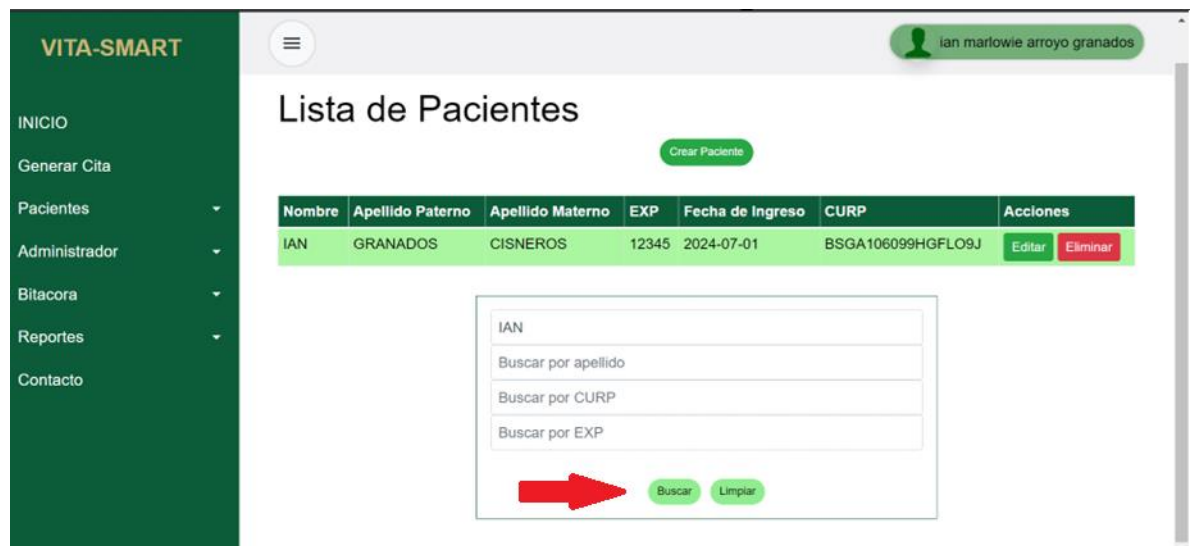 VITA-SMART
ian marlowie arroyo granados
INICIO
Generar Cita
Pacientes
Administrador
Bitacora
Reportes
Contacto
Lista de Pacientes
Crear Paciente
Nombre Apellido Paterno Apellido Materno EXP Fecha de Ingreso CURP Acciones
IAN GRANADOS CISNEROS 12345 2024-07-01 BSGA106099HGFLO9J Editar Eliminar
IAN
Buscar por apellido
Buscar por CURP
Buscar por EXP
Buscar Limpiar